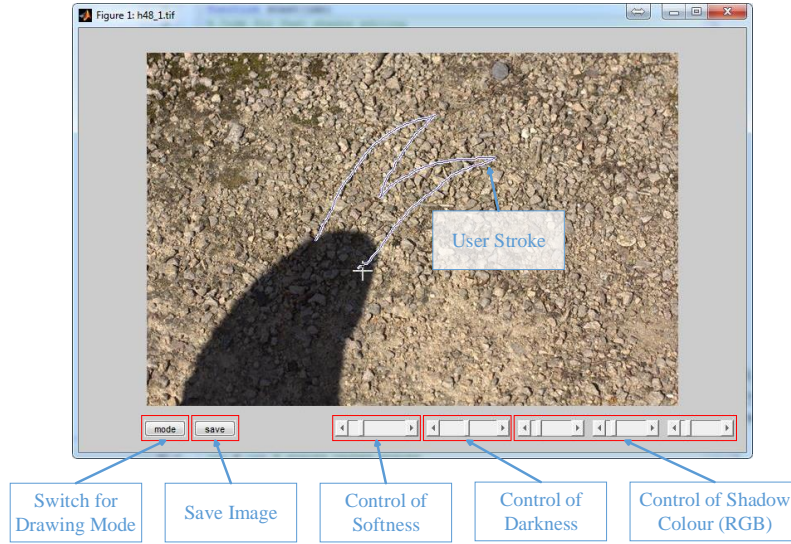 Figure 1: h48_1.tif
User Stroke
mode
save
Switch for
Drawing Mode
Save Image
Control of
Softness
Control of
Darkness
Control of Shadow
Colour (RGB)